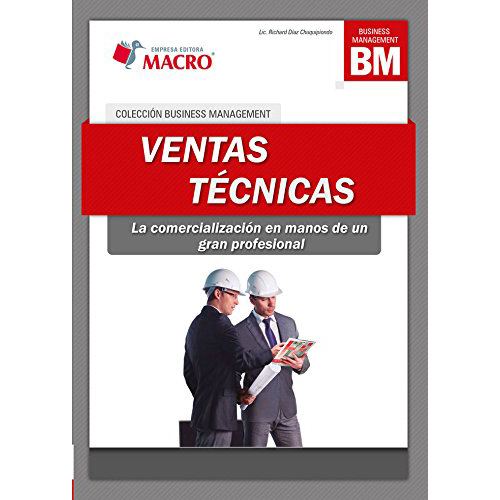 Lic. Richard Díaz Chuquipiondo
BUSINESS
MANAGEMENT
BM
EMPRESA EDITORA
MACRO®
COLECCIÓN BUSINESS MANAGEMENT
VENTAS
TÉCNICAS
La comercialización en manos de un
gran profesional